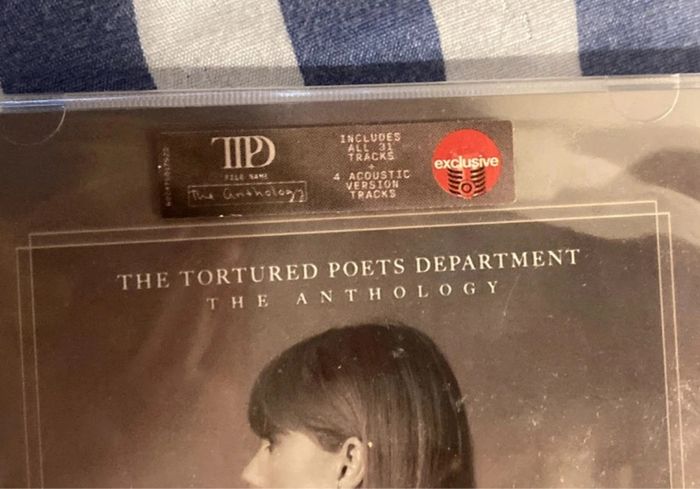 TTPD
FILE NAME
The Anthology
INCLUDES
ALL 31
TRACKS
+
4 ACOUSTIC
VERSION
TRACKS
exclusive
THE TORTURED POETS DEPARTMENT
THE ANTHOLOGY